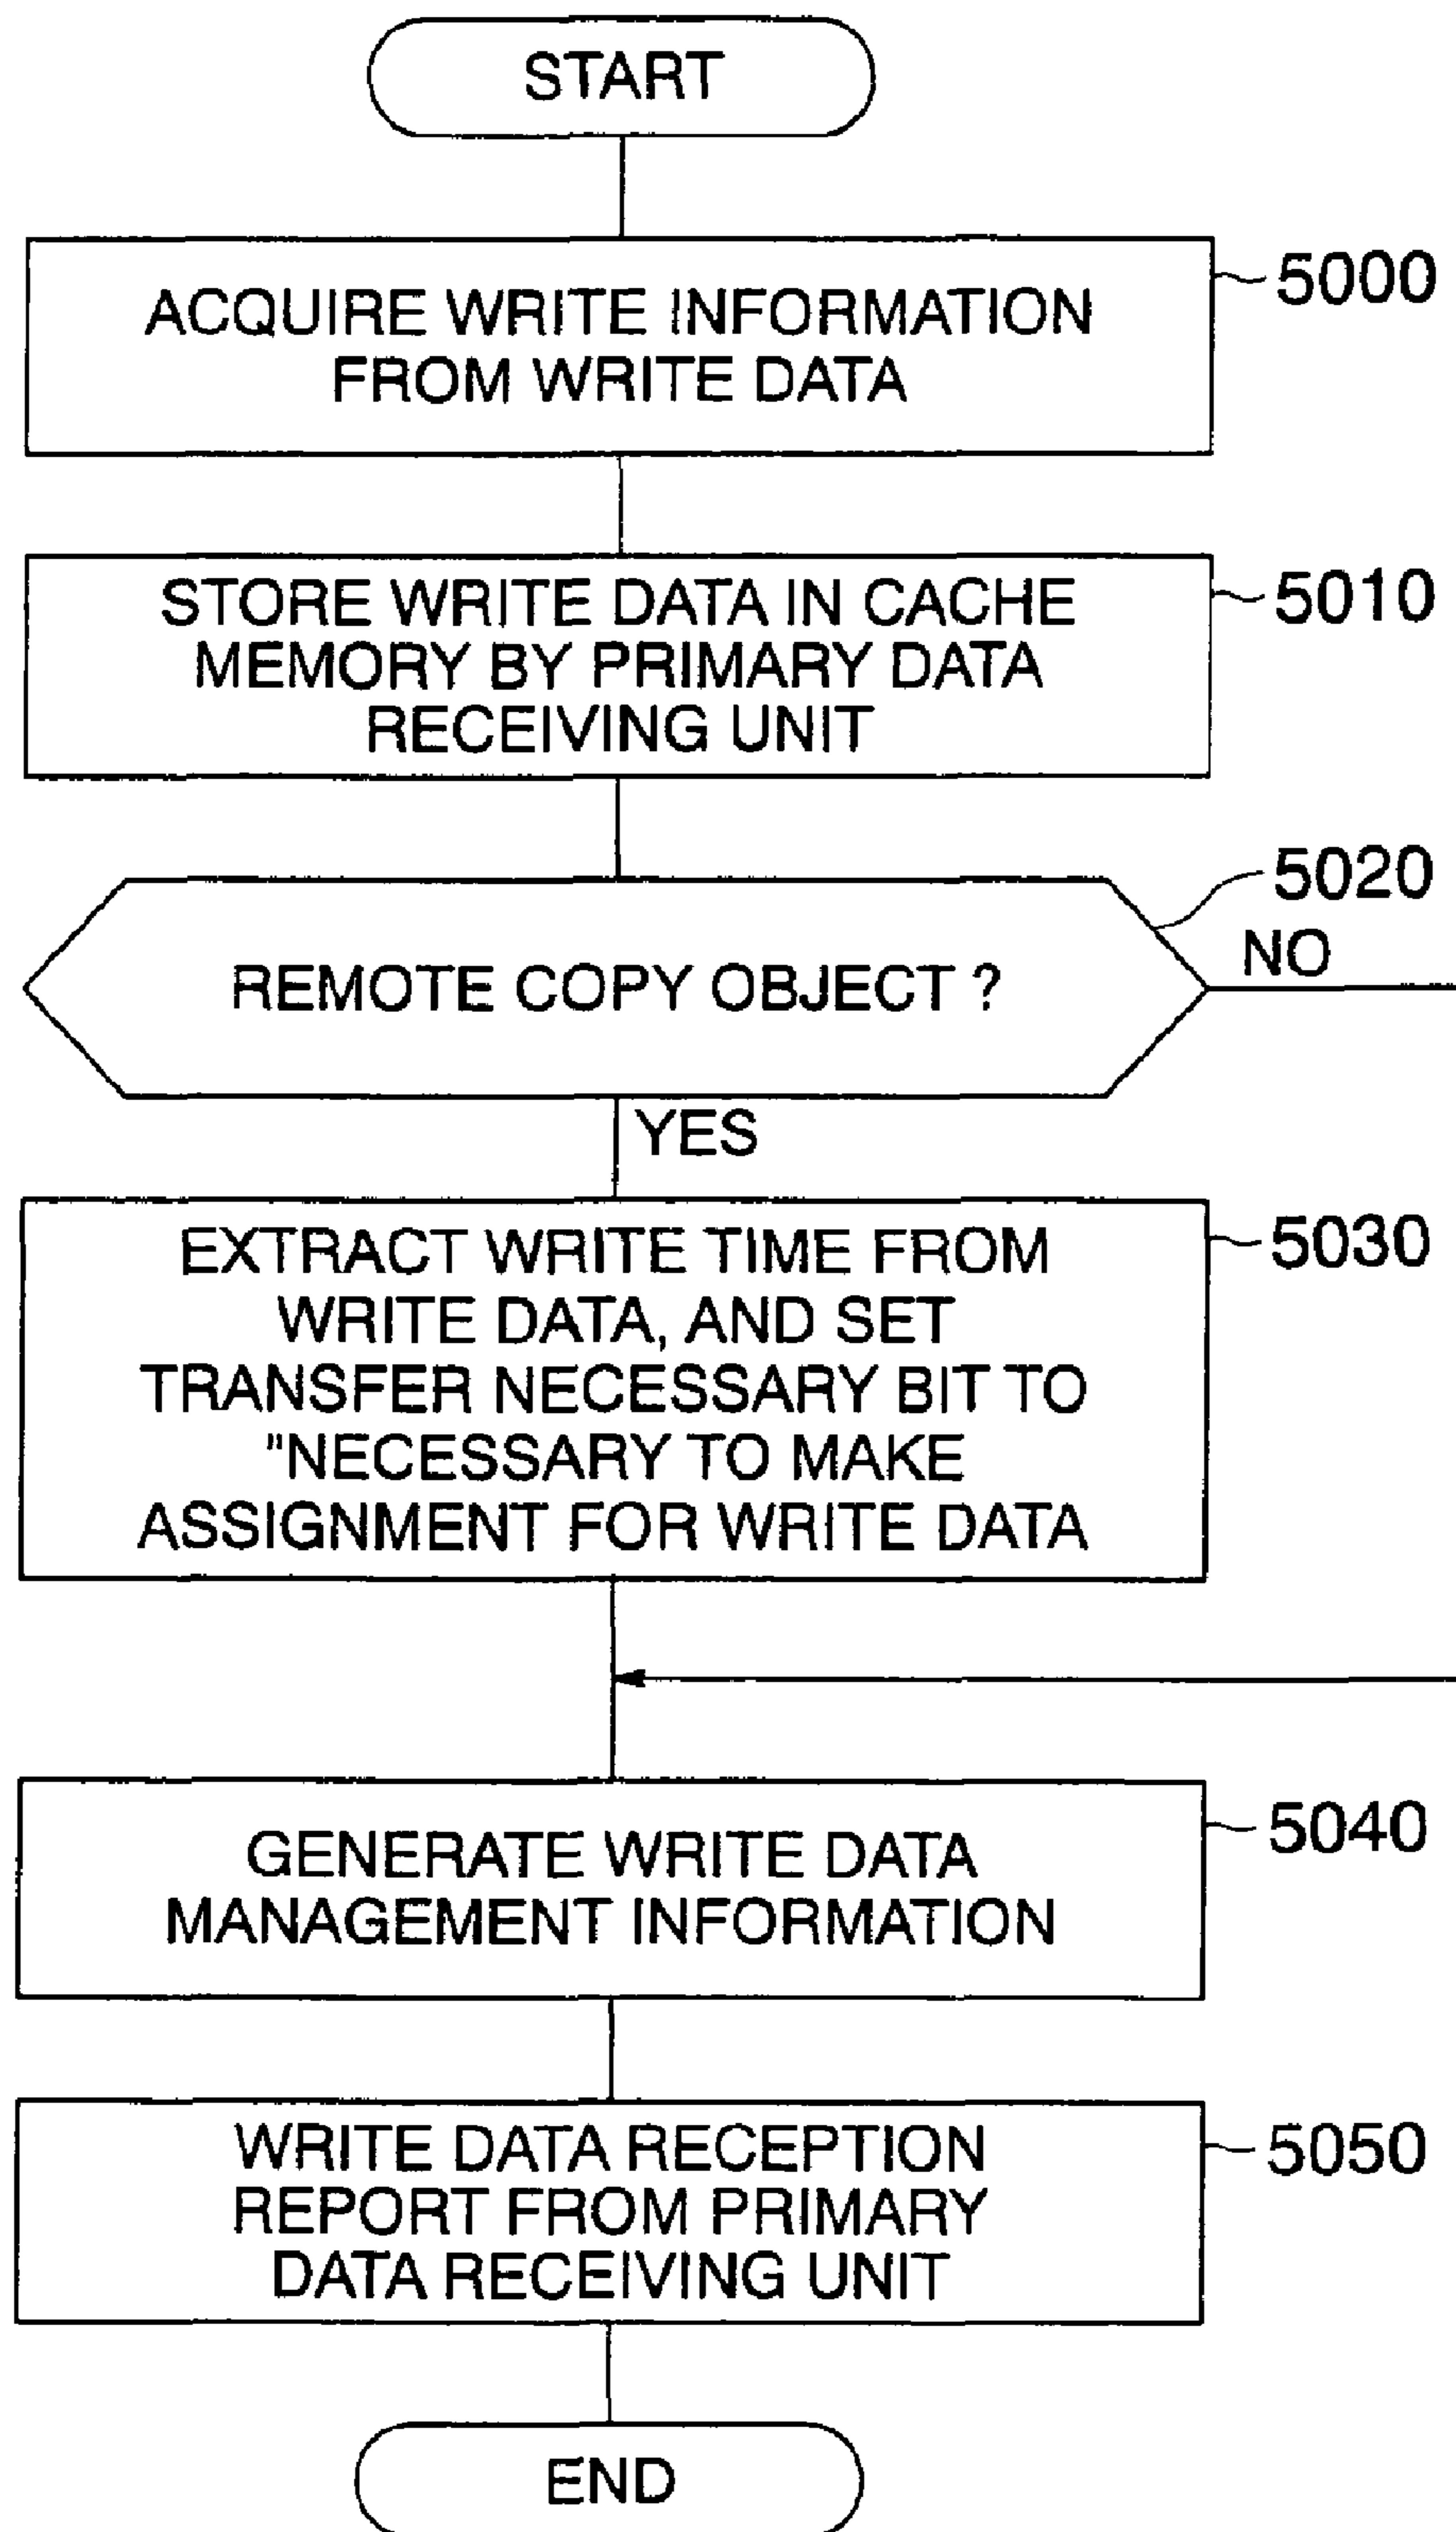 START
ACQUIRE WRITE INFORMATION
FROM WRITE DATA
5000
STORE WRITE DATA IN CACHE
MEMORY BY PRIMARY DATA
RECEIVING UNIT
5010
REMOTE COPY OBJECT ?
5020
NO
YES
EXTRACT WRITE TIME FROM
WRITE DATA, AND SET
TRANSFER NECESSARY BIT TO
"NECESSARY TO MAKE
ASSIGNMENT FOR WRITE DATA
5030
GENERATE WRITE DATA
MANAGEMENT INFORMATION
5040
WRITE DATA RECEPTION
REPORT FROM PRIMARY
DATA RECEIVING UNIT
5050
END